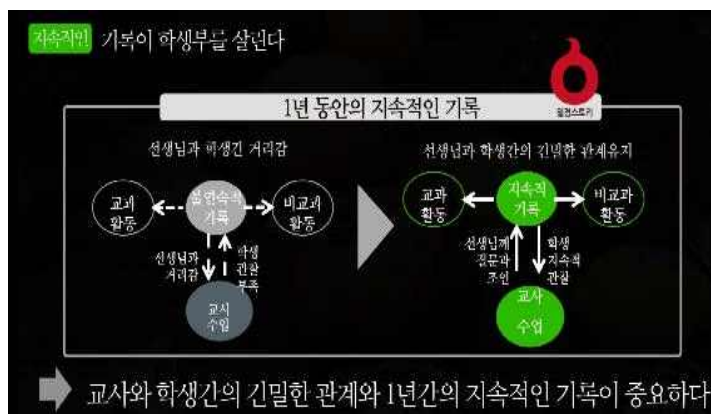 지속적인 기록이 학생부를 살린다
1년 동안의 지속적인 기록
선생님과 학생간 거리감
교과
활동
불연속적
기록
비교과
활동
선생님과
거리감
학생
관찰
부족
교사
수업
선생님과 학생간의 긴밀한 관계유지
교과
활동
지속적
기록
비교과
활동
선생님께
질문과
조언
학생
지속적
관찰
교사
수업
교사와 학생간의 긴밀한 관계와 1년간의 지속적인 기록이 중요하다